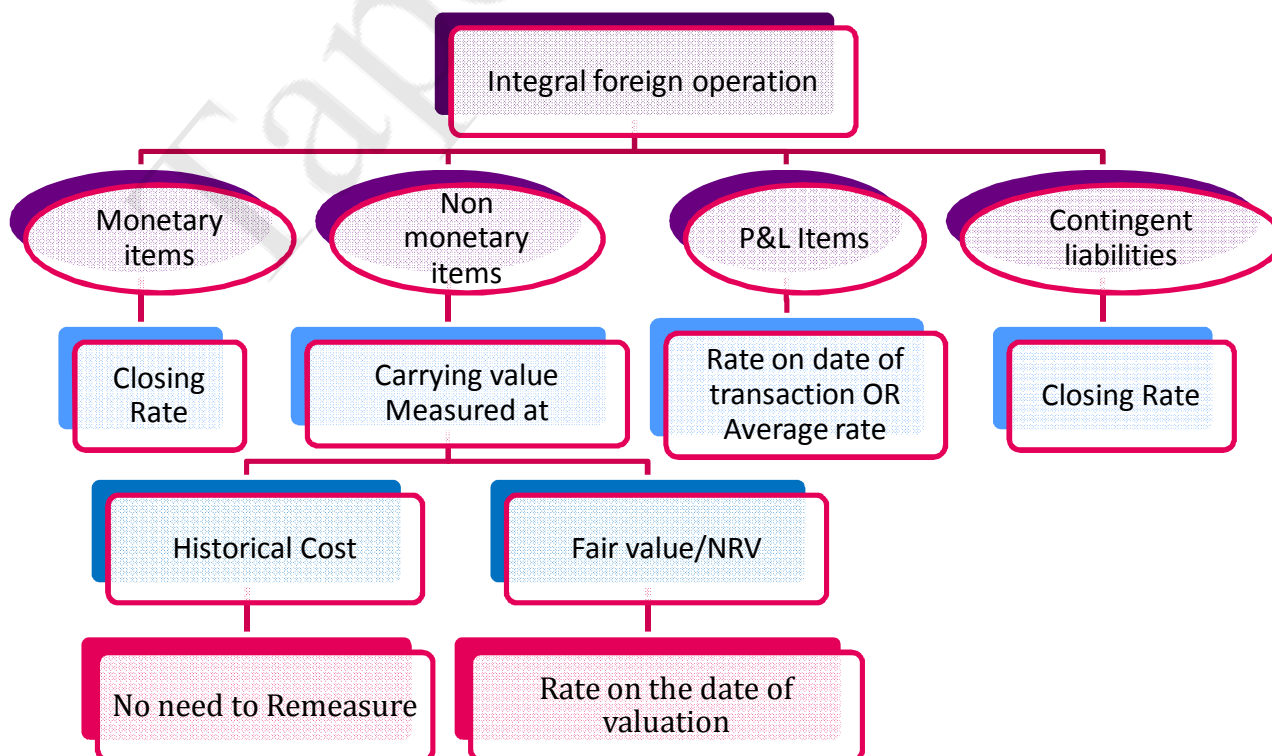 Integral foreign operation
Monetary
items
Non
monetary
items
P&L Items
Contingent
liabilities
Closing
Rate
Carrying value
Measured at
Rate on date of
transaction OR
Average rate
Closing Rate
Historical Cost
Fair value/NRV
No need to Remeasure
Rate on the date of
valuation